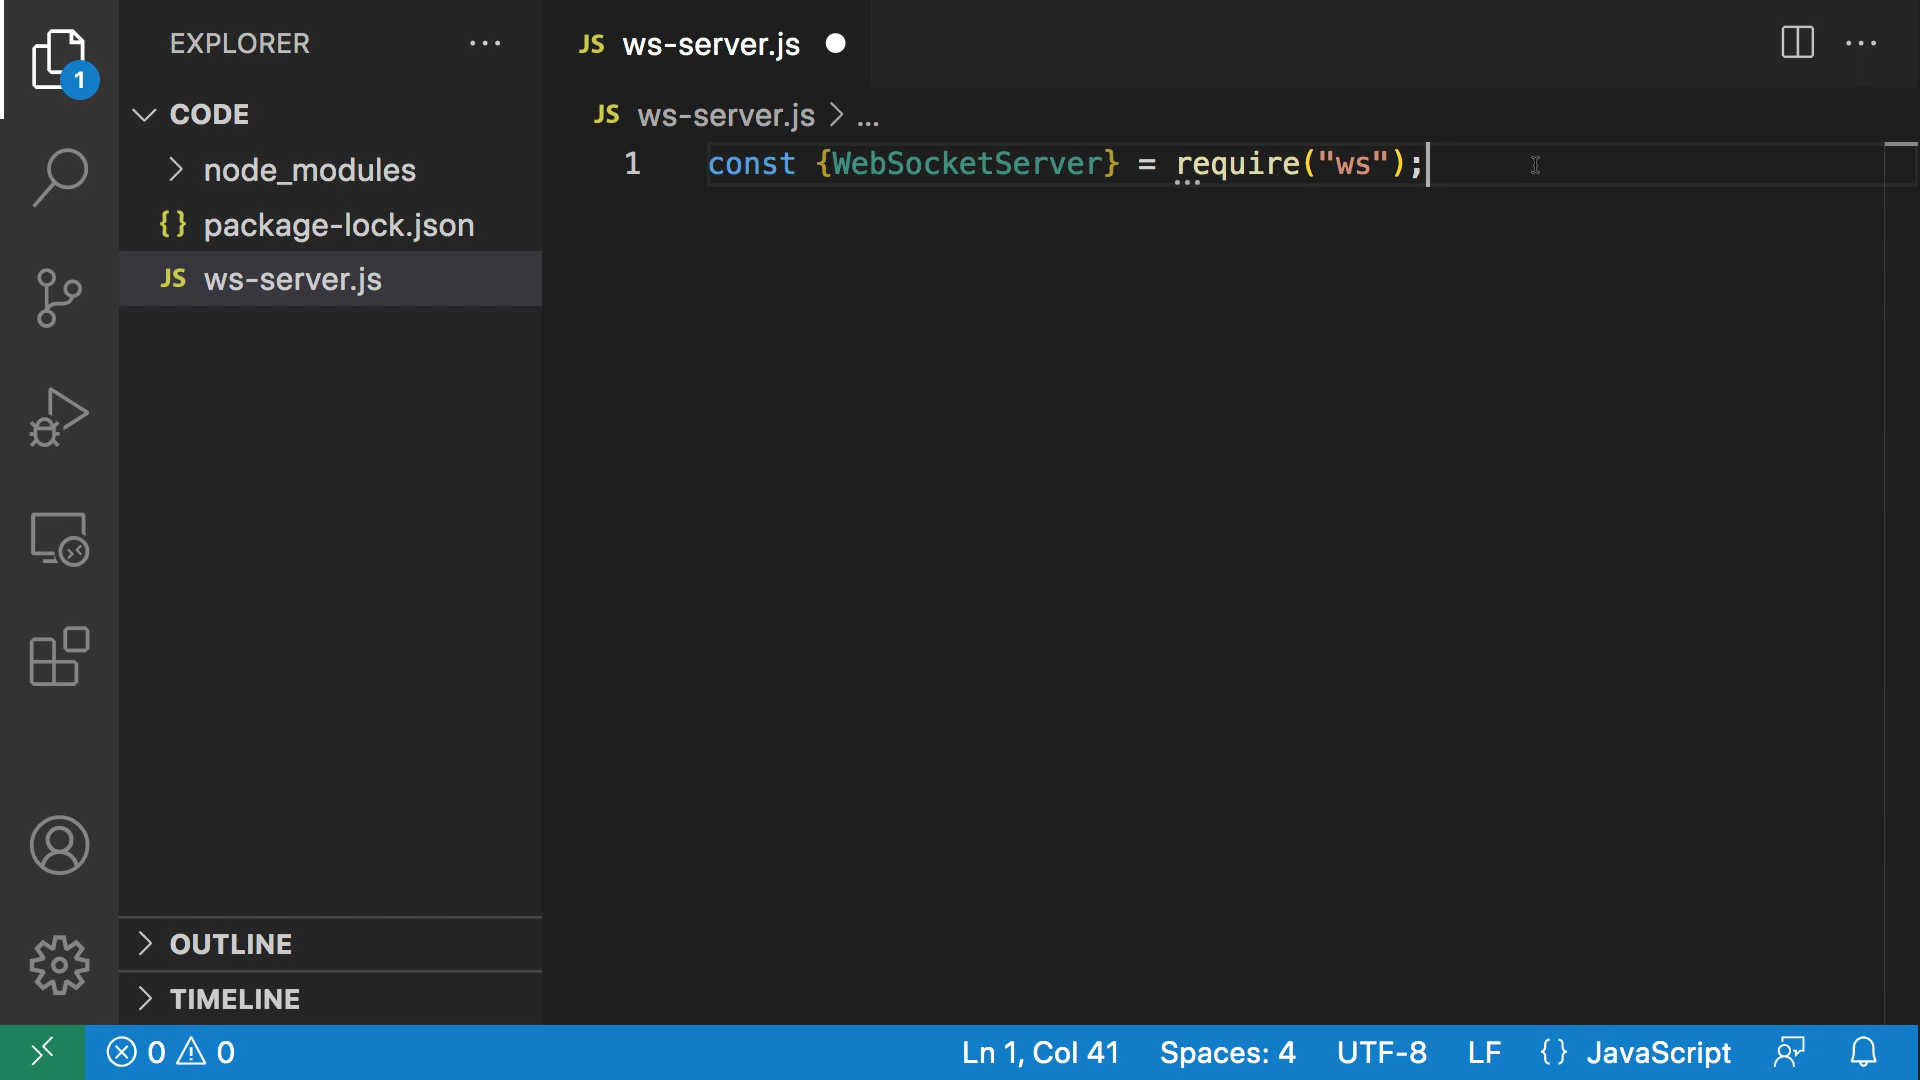 EXPLORER ...
1
CODE
node_modules
{} package-lock.json
JS ws-server.js
OUTLINE
TIMELINE
JS ws-server.js
JS ws-server.js > ...
1 const {WebSocketServer} = require("ws");
0 0 Ln 1, Col 41 Spaces: 4 UTF-8 LF {} JavaScript